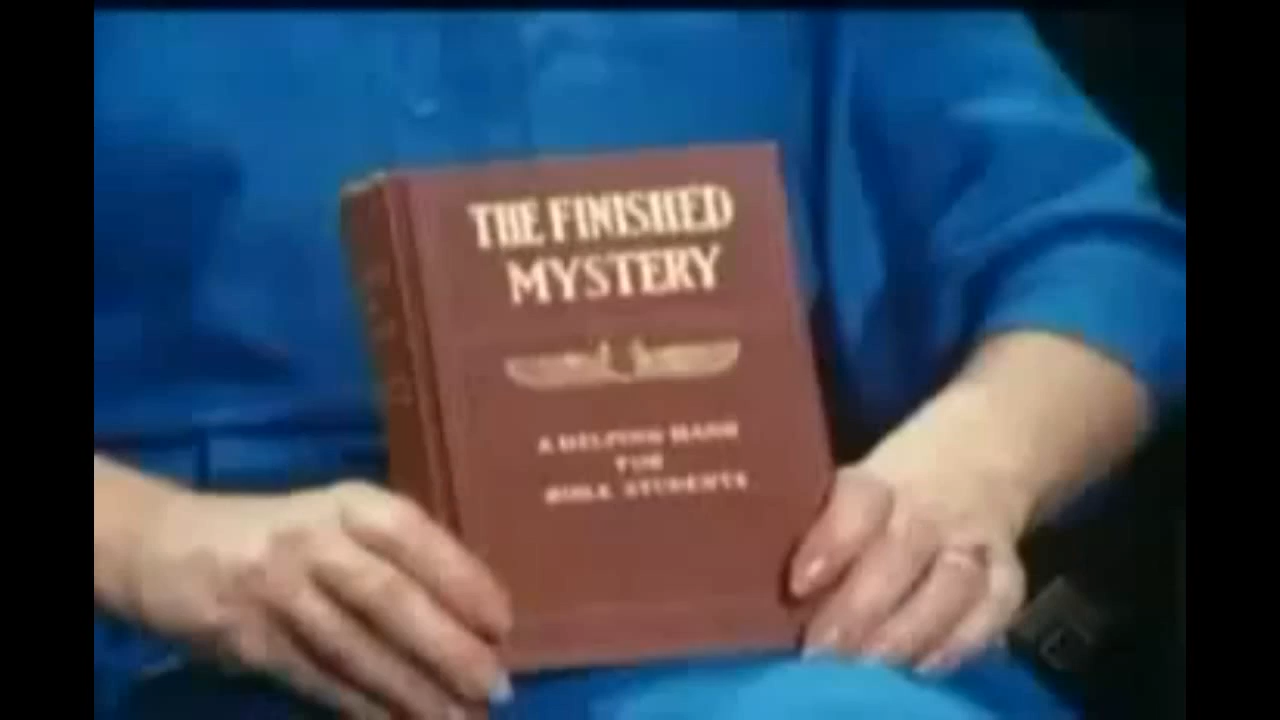 THE FINISHED
MYSTERY
A HELPING HAND
FOR
BIBLE STUDENTS